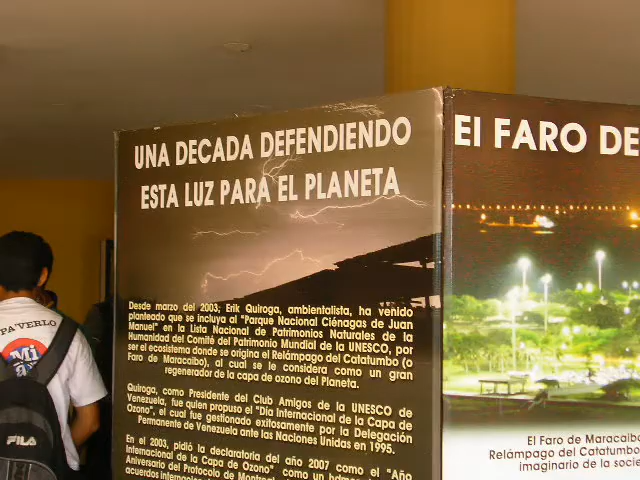 UNA DECADA DEFENDIENDO
ESTA LUZ PARA EL PLANETA
Desde marzo del 2003, Erik Quiroga, ambientalista, ha venido
planteado que se incluya al "Parque Nacional Ciénagas de Juan
Manuel" en la Lista Nacional de Patrimonios Naturales de la
Humanidad del Comité del Patrimonio Mundial de la UNESCO, por
ser el ecosistema donde se origina el Relámpago del Catatumbo (o
Faro de Maracaibo), al cual se le considera como un gran
regenerador de la capa de ozono del Planeta.
Quiroga, como Presidente del Club Amigos de la UNESCO de
Venezuela, fue quien propuso el "Día Internacional de la Capa de
Ozono", el cual fue gestionado exitosamente por la Delegación
Permanente de Venezuela ante las Naciones Unidas en 1995.
En el 2003, pidió la declaratoria del año 2007 como el "Año
Internacional de la Capa de Ozono" como un
Aniversario del Protocolo de
acuerdos
El FARO DE
El Faro de Maracaibo
Relámpago del Catatumbo
imaginario de la socie
PA'VERLO
Mi
FILA